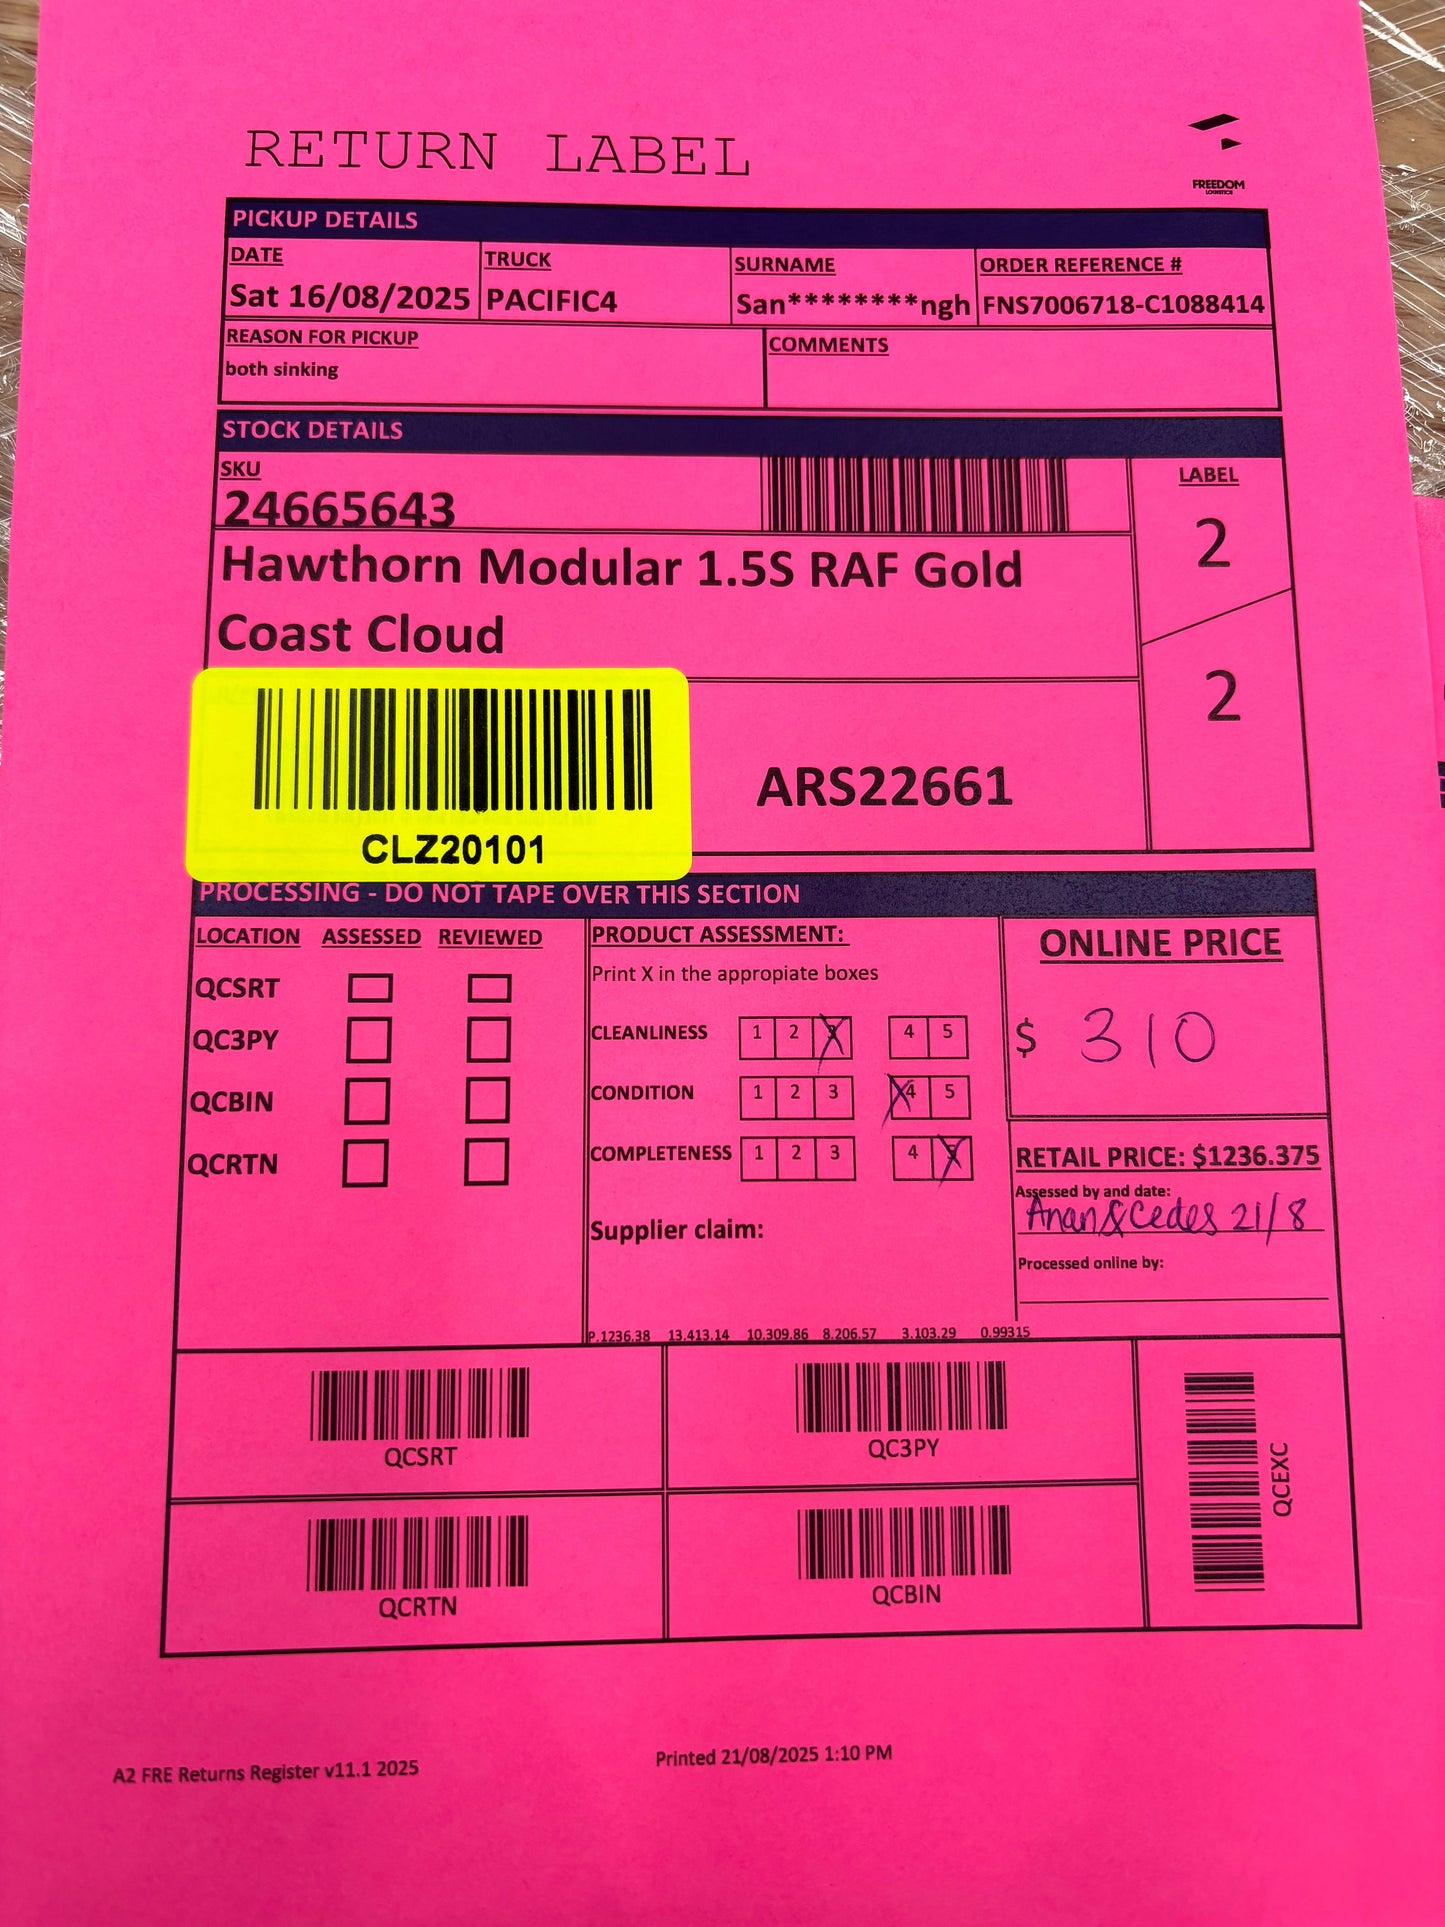 RETURN LABEL
FREEDOM
LOGISTICS
PICKUP DETAILS
DATE TRUCK SURNAME ORDER REFERENCE #
Sat 16/08/2025 PACIFIC4 San********ngh FNS7006718-C1088414
REASON FOR PICKUP COMMENTS
both sinking
STOCK DETAILS
SKU LABEL
24665643
2
Hawthorn Modular 1.5S RAF Gold
Coast Cloud
2
ARS22661
CLZ20101
PROCESSING - DO NOT TAPE OVER THIS SECTION
LOCATION ASSESSED REVIEWED
QCSRT
QC3PY
QCBIN
QCRTN
PRODUCT ASSESSMENT:
Print X in the appropiate boxes
CLEANLINESS 1 2 3 4 5
CONDITION 1 2 3 4 5
COMPLETENESS 1 2 3 4 5
Supplier claim:
P.1236.38 13.413.14 10.309.86 8.206.57 3.103.29 0.99315
ONLINE PRICE
$ 310
RETAIL PRICE: $1236.375
Assessed by and date:
Anan & Cedes 21/8
Processed online by:
QCSRT
QC3PY
QCEXC
QCRTN
QCBIN
A2 FRE Returns Register v11.1 2025
Printed 21/08/2025 1:10 PM